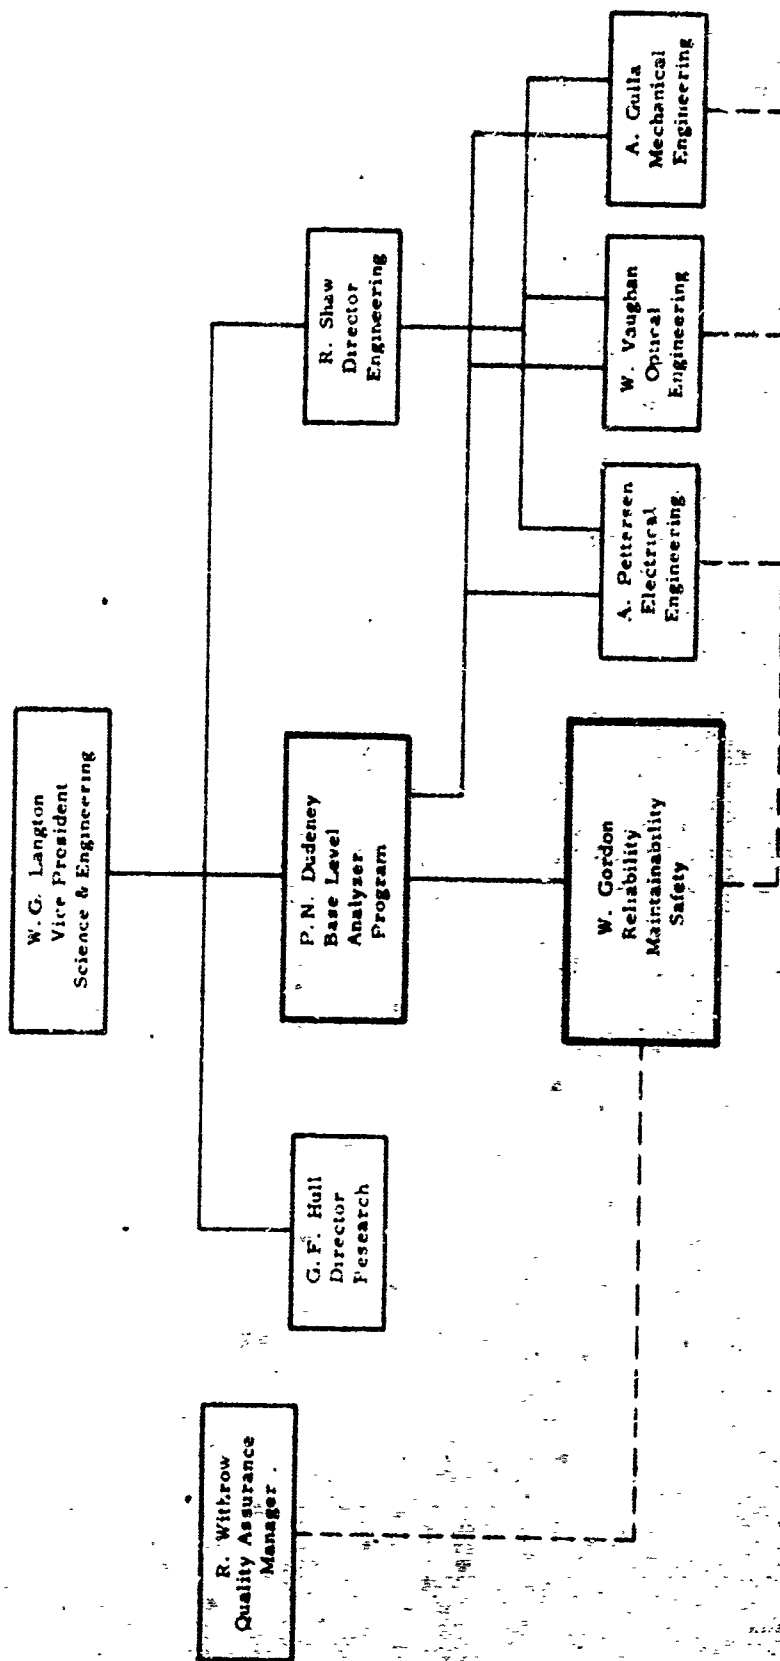 W.G. Langton
Vice President
Science & Engineering
R. Withrow
Quality Assurance
Manager
G.F. Hull
Director
Research
P.N. Dudeney
Base Level
Analyzer
Program
R. Shaw
Director
Engineering
W. Gordon
Reliability
Maintainability
Safety
A. Pettersen
Electrical
Engineering
W. Vaughan
Optical
Engineering
A. Gulla
Mechanical
Engineering